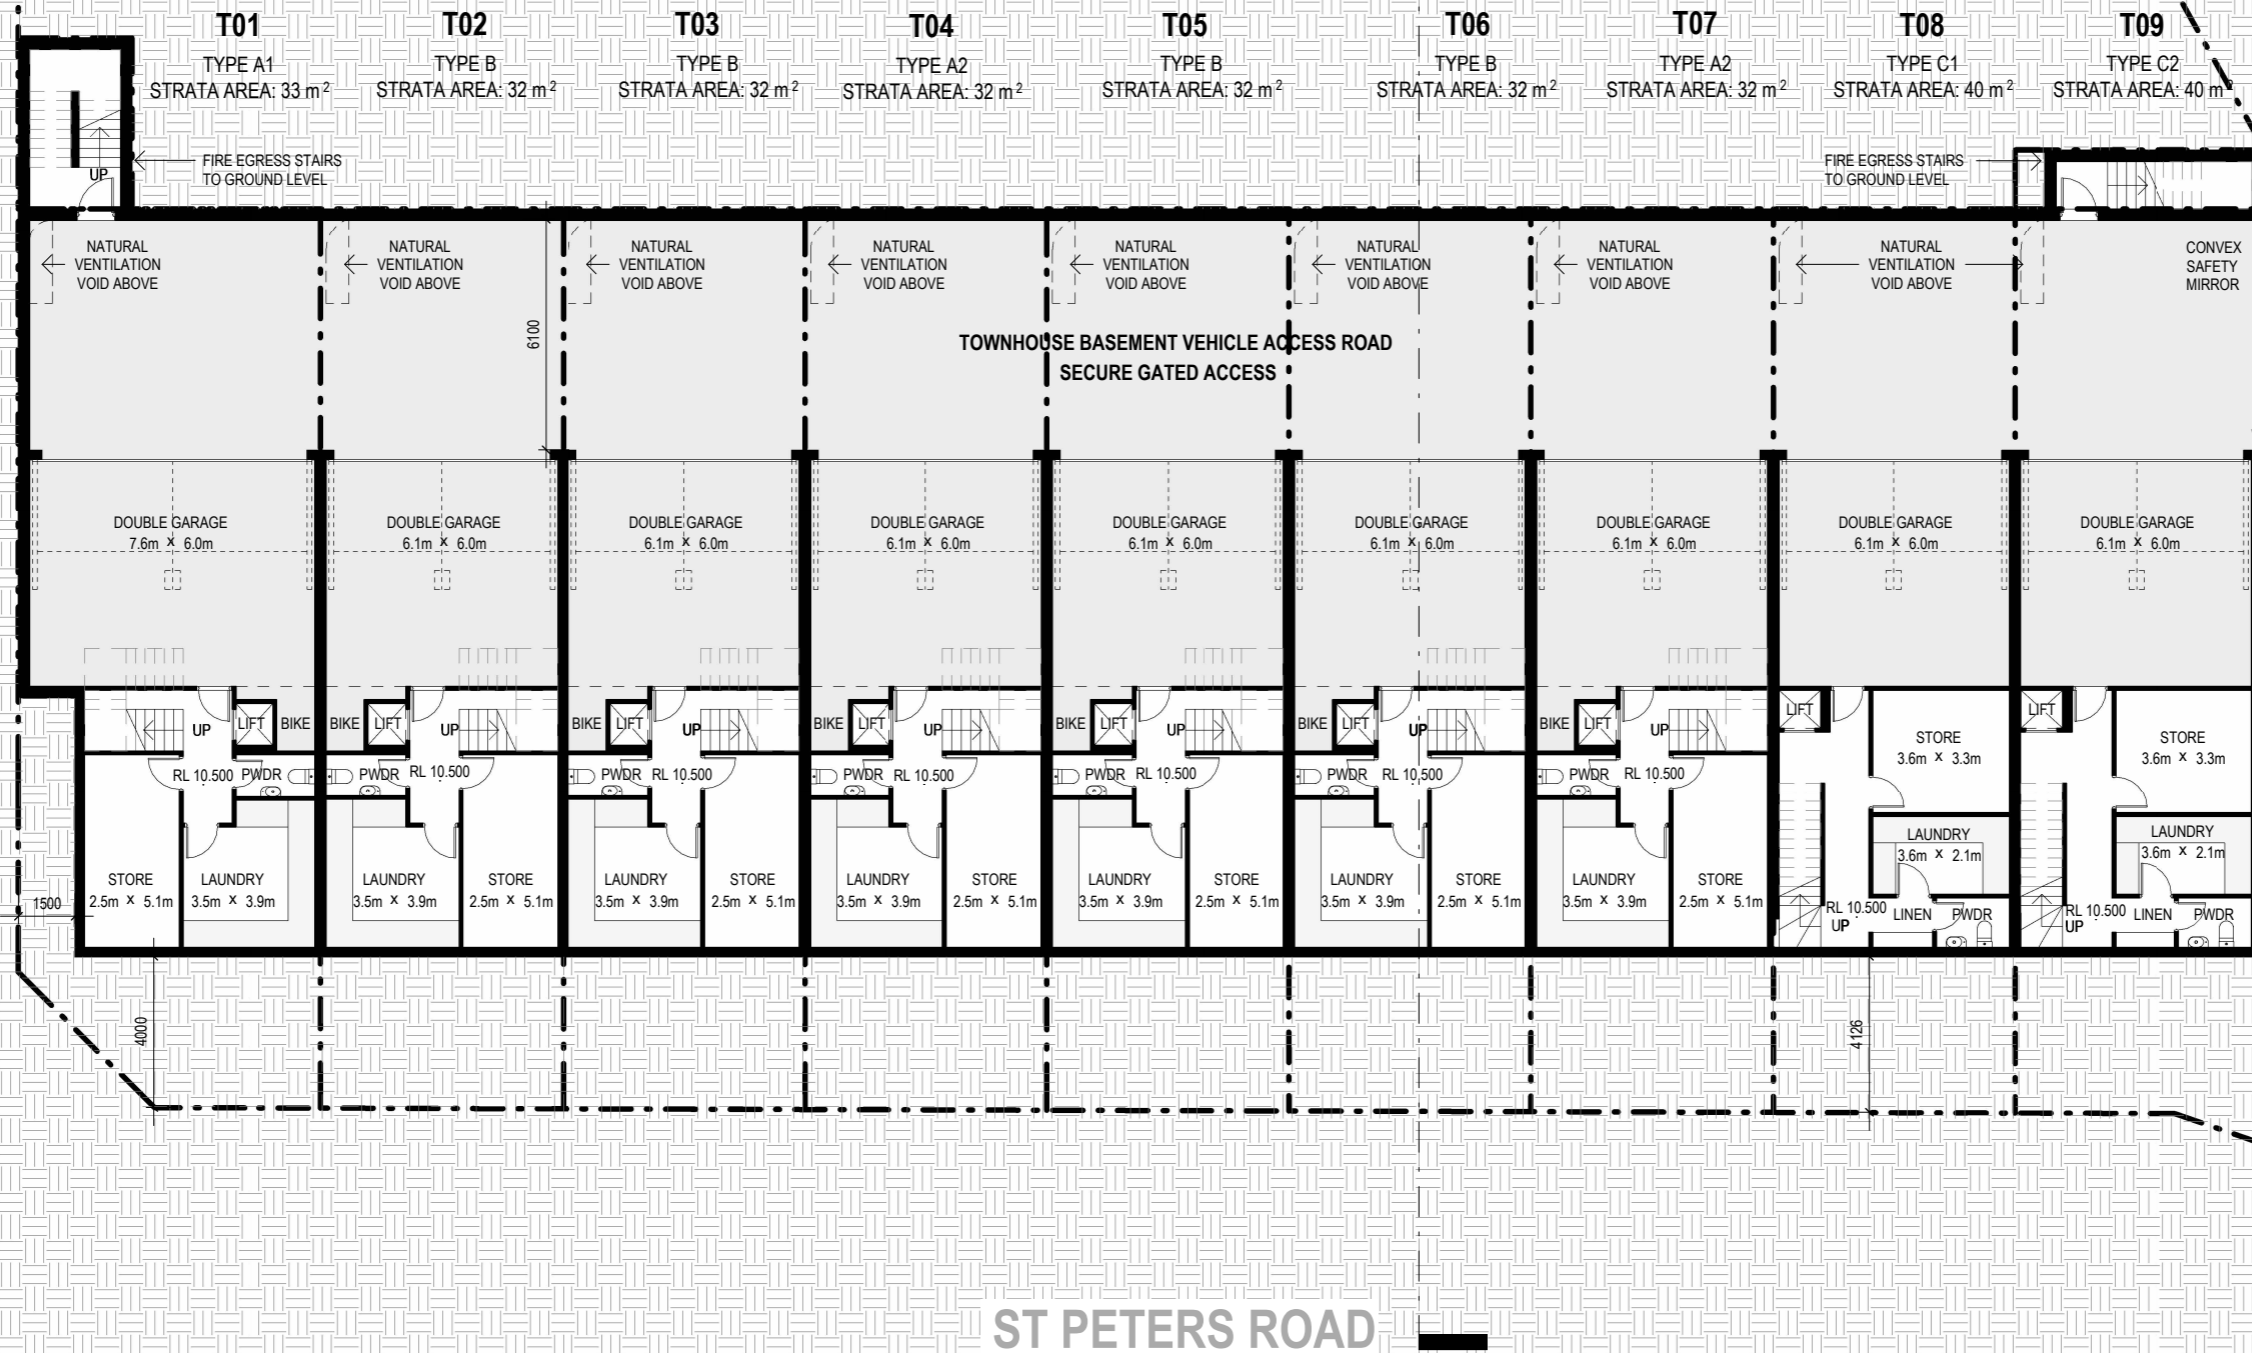 T01
TYPE A1
STRATA AREA: 33 m²
T02
TYPE B
STRATA AREA: 32 m²
T03
TYPE B
STRATA AREA: 32 m²
T04
TYPE A2
STRATA AREA: 32 m²
T05
TYPE B
STRATA AREA: 32 m²
T06
TYPE B
STRATA AREA: 32 m²
T07
TYPE A2
STRATA AREA: 32 m²
T08
TYPE C1
STRATA AREA: 40 m²
T09
TYPE C2
STRATA AREA: 40 m²
UP
FIRE EGRESS STAIRS
TO GROUND LEVEL
FIRE EGRESS STAIRS
TO GROUND LEVEL
NATURAL
VENTILATION
VOID ABOVE
NATURAL
VENTILATION
VOID ABOVE
NATURAL
VENTILATION
VOID ABOVE
NATURAL
VENTILATION
VOID ABOVE
NATURAL
VENTILATION
VOID ABOVE
NATURAL
VENTILATION
VOID ABOVE
NATURAL
VENTILATION
VOID ABOVE
NATURAL
VENTILATION
VOID ABOVE
CONVEX
SAFETY
MIRROR
6100
TOWNHOUSE BASEMENT VEHICLE ACCESS ROAD
SECURE GATED ACCESS
DOUBLE GARAGE
7.6m x 6.0m
DOUBLE GARAGE
6.1m x 6.0m
DOUBLE GARAGE
6.1m x 6.0m
DOUBLE GARAGE
6.1m x 6.0m
DOUBLE GARAGE
6.1m x 6.0m
DOUBLE GARAGE
6.1m x 6.0m
DOUBLE GARAGE
6.1m x 6.0m
DOUBLE GARAGE
6.1m x 6.0m
DOUBLE GARAGE
6.1m x 6.0m
UP
LIFT
BIKE
RL 10.500
PWDR
STORE
2.5m x 5.1m
LAUNDRY
3.5m x 3.9m
BIKE
LIFT
UP
PWDR
RL 10.500
LAUNDRY
3.5m x 3.9m
STORE
2.5m x 5.1m
BIKE
LIFT
UP
PWDR
RL 10.500
LAUNDRY
3.5m x 3.9m
STORE
2.5m x 5.1m
BIKE
LIFT
UP
PWDR
RL 10.500
LAUNDRY
3.5m x 3.9m
STORE
2.5m x 5.1m
BIKE
LIFT
UP
PWDR
RL 10.500
LAUNDRY
3.5m x 3.9m
STORE
2.5m x 5.1m
BIKE
LIFT
UP
PWDR
RL 10.500
LAUNDRY
3.5m x 3.9m
STORE
2.5m x 5.1m
BIKE
LIFT
UP
PWDR
RL 10.500
LAUNDRY
3.5m x 3.9m
STORE
2.5m x 5.1m
LIFT
STORE
3.6m x 3.3m
LAUNDRY
3.6m x 2.1m
RL 10.500
UP
LINEN
PWDR
LIFT
STORE
3.6m x 3.3m
LAUNDRY
3.6m x 2.1m
RL 10.500
UP
LINEN
PWDR
1500
4000
4126
ST PETERS ROAD